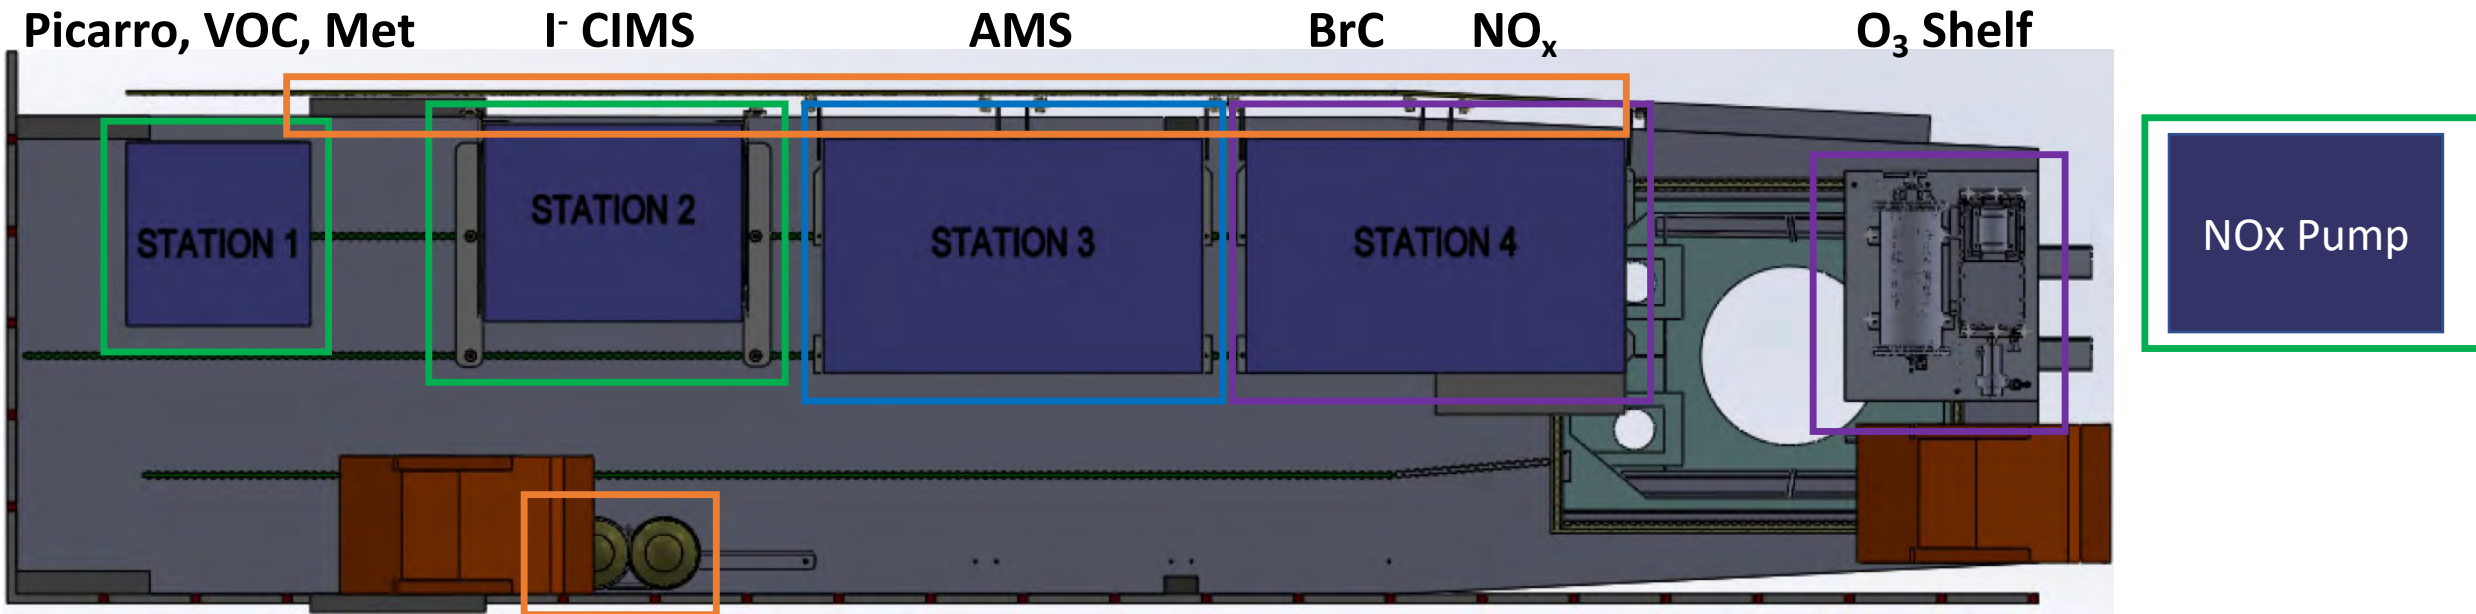 Picarro, VOC, Met I⁻ CIMS AMS BrC NOₓ O₃ Shelf
STATION 1
STATION 2
STATION 3
STATION 4
NOx Pump